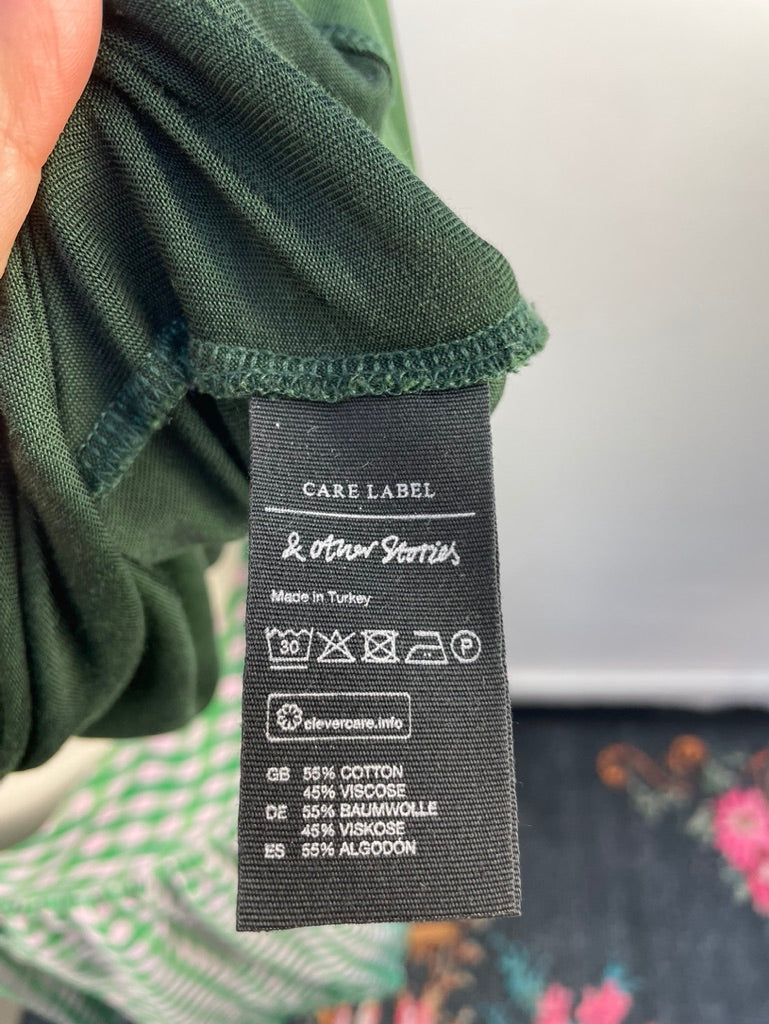 CARE LABEL
& other Stories
Made in Turkey
30 P
clevercare.info
GB 55% COTTON
45% VISCOSE
DE 55% BAUMWOLLE
45% VISKOSE
ES 55% ALGODON